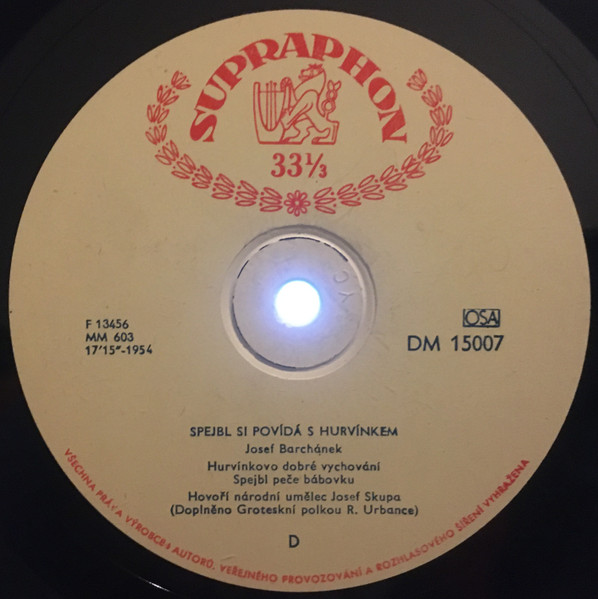 SUPRAPHON
33⅓
F 13456
MM 603
17'15"-1954
OSA
DM 15007
SPEJBL SI POVÍDÁ S HURVÍNKEM
Josef Barchánek
Hurvínkovo dobré vychování
Spejbl peče bábovku
Hovoří národní umělec Josef Skupa
(Doplněno Groteskní polkou R. Urbance)
D
VŠECHNA PRÁVA VÝROBCŮ A AUTORŮ, VEŘEJNÉHO PROVOZOVÁNÍ A ROZHLASOVÉHO ŠÍŘENÍ VYHRAŽENA